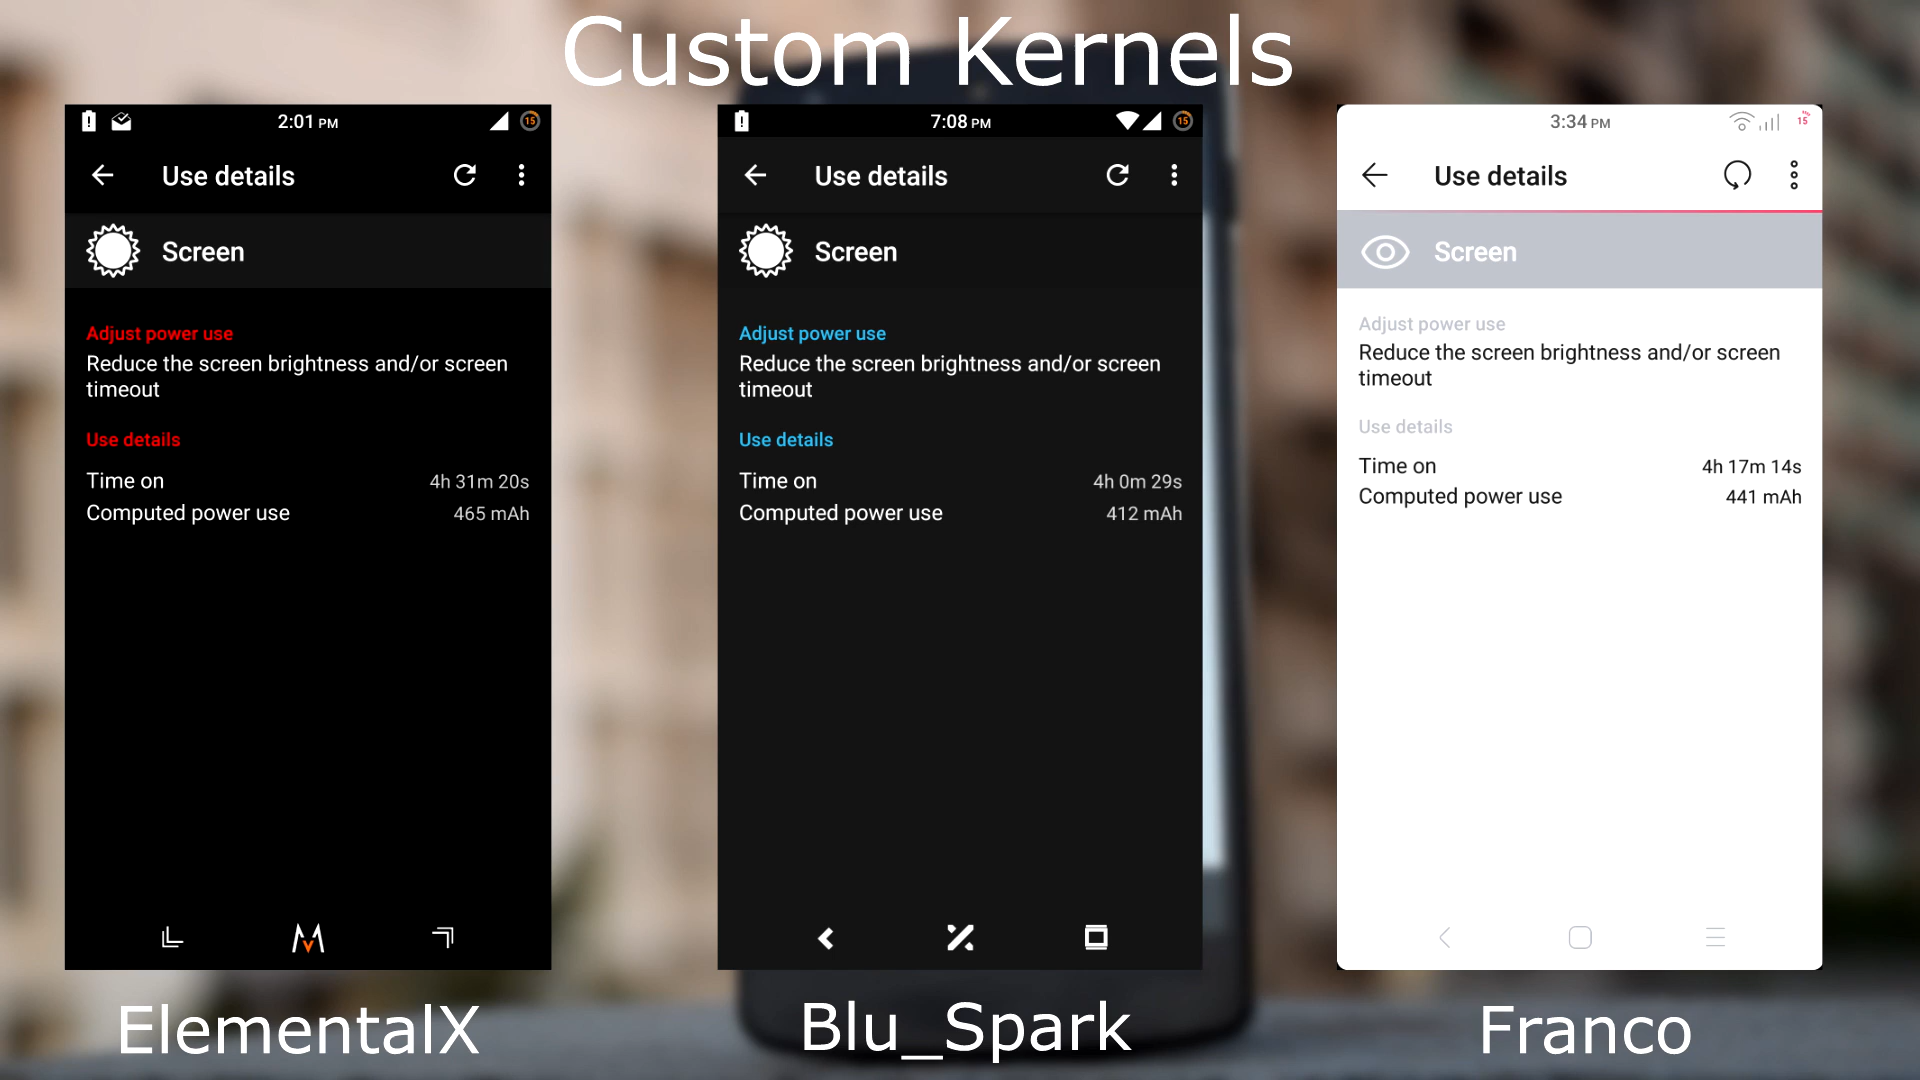 Custom Kernels
2:01 PM
15
Use details
Screen
Adjust power use
Reduce the screen brightness and/or screen
timeout
Use details
Time on 4h 31m 20s
Computed power use 465 mAh
ElementalX
7:08 PM
15
Use details
Screen
Adjust power use
Reduce the screen brightness and/or screen
timeout
Use details
Time on 4h 0m 29s
Computed power use 412 mAh
Blu_Spark
3:34 PM
15%
Use details
Screen
Adjust power use
Reduce the screen brightness and/or screen
timeout
Use details
Time on 4h 17m 14s
Computed power use 441 mAh
Franco